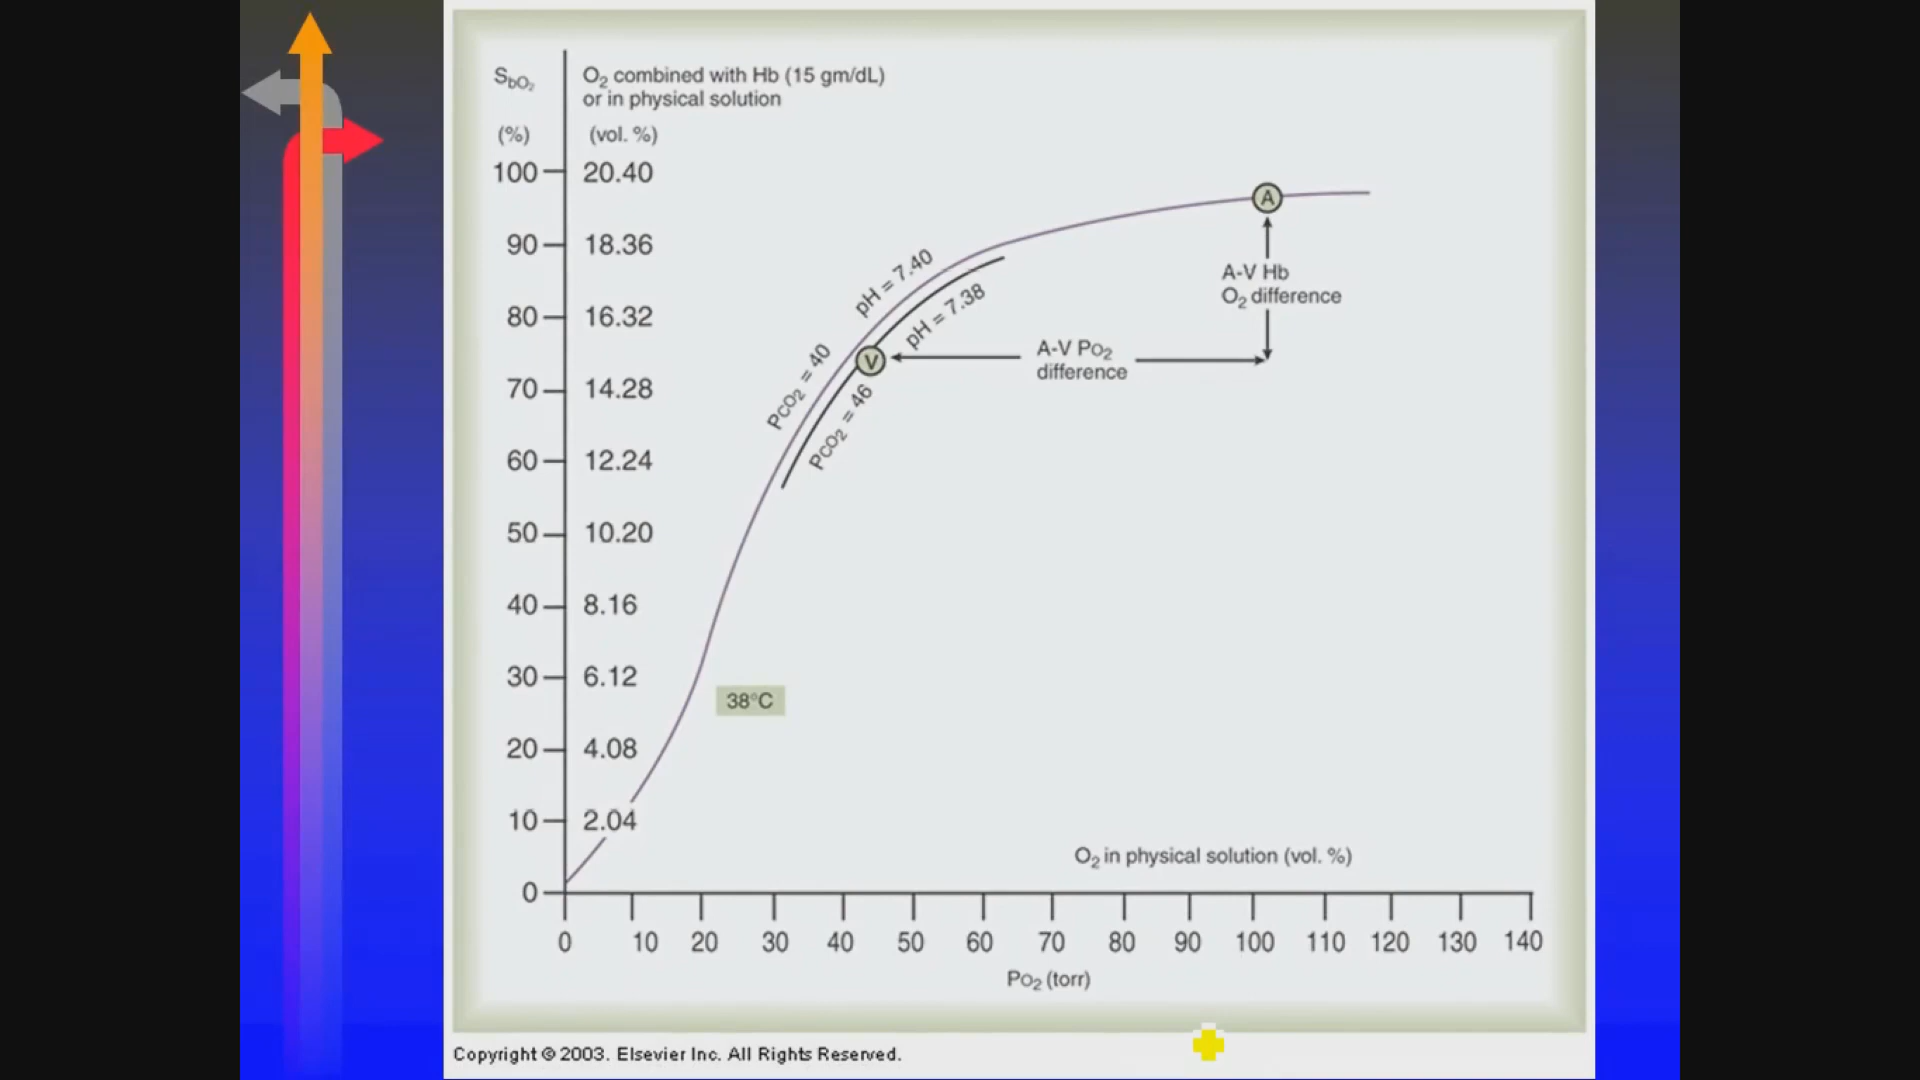 SbO2
O2 combined with Hb (15 gm/dL)
or in physical solution
(%) (vol. %)
100 20.40
90 18.36
80 16.32
70 14.28
60 12.24
50 10.20
40 8.16
30 6.12
20 4.08
10 2.04
0
pH = 7.40
pH = 7.38
PCO2 = 40
PCO2 = 46
A
V
A-V Hb
O2 difference
A-V PO2
difference
38°C
O2 in physical solution (vol. %)
0 10 20 30 40 50 60 70 80 90 100 110 120 130 140
PO2 (torr)
Copyright © 2003. Elsevier Inc. All Rights Reserved.